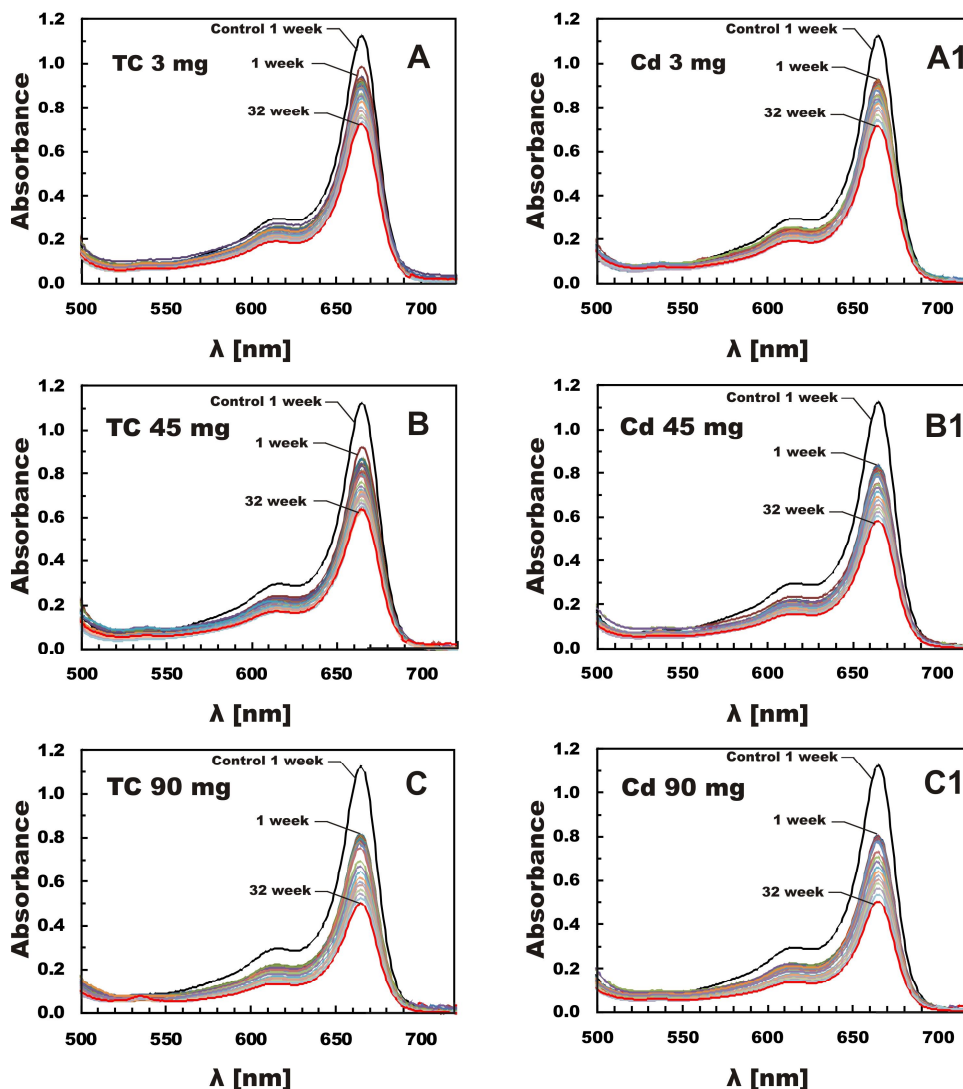 1.2
1.0
0.8
0.6
0.4
0.2
0.0
Absorbance
TC 3 mg
A
Control 1 week
1 week
32 week
500 550 600 650 700
λ [nm]
1.2
1.0
0.8
0.6
0.4
0.2
0.0
Absorbance
Cd 3 mg
A1
Control 1 week
1 week
32 week
500 550 600 650 700
λ [nm]
1.2
1.0
0.8
0.6
0.4
0.2
0.0
Absorbance
TC 45 mg
B
Control 1 week
1 week
32 week
500 550 600 650 700
λ [nm]
1.2
1.0
0.8
0.6
0.4
0.2
0.0
Absorbance
Cd 45 mg
B1
Control 1 week
1 week
32 week
500 550 600 650 700
λ [nm]
1.2
1.0
0.8
0.6
0.4
0.2
0.0
Absorbance
TC 90 mg
C
Control 1 week
1 week
32 week
500 550 600 650 700
λ [nm]
1.2
1.0
0.8
0.6
0.4
0.2
0.0
Absorbance
Cd 90 mg
C1
Control 1 week
1 week
32 week
500 550 600 650 700
λ [nm]